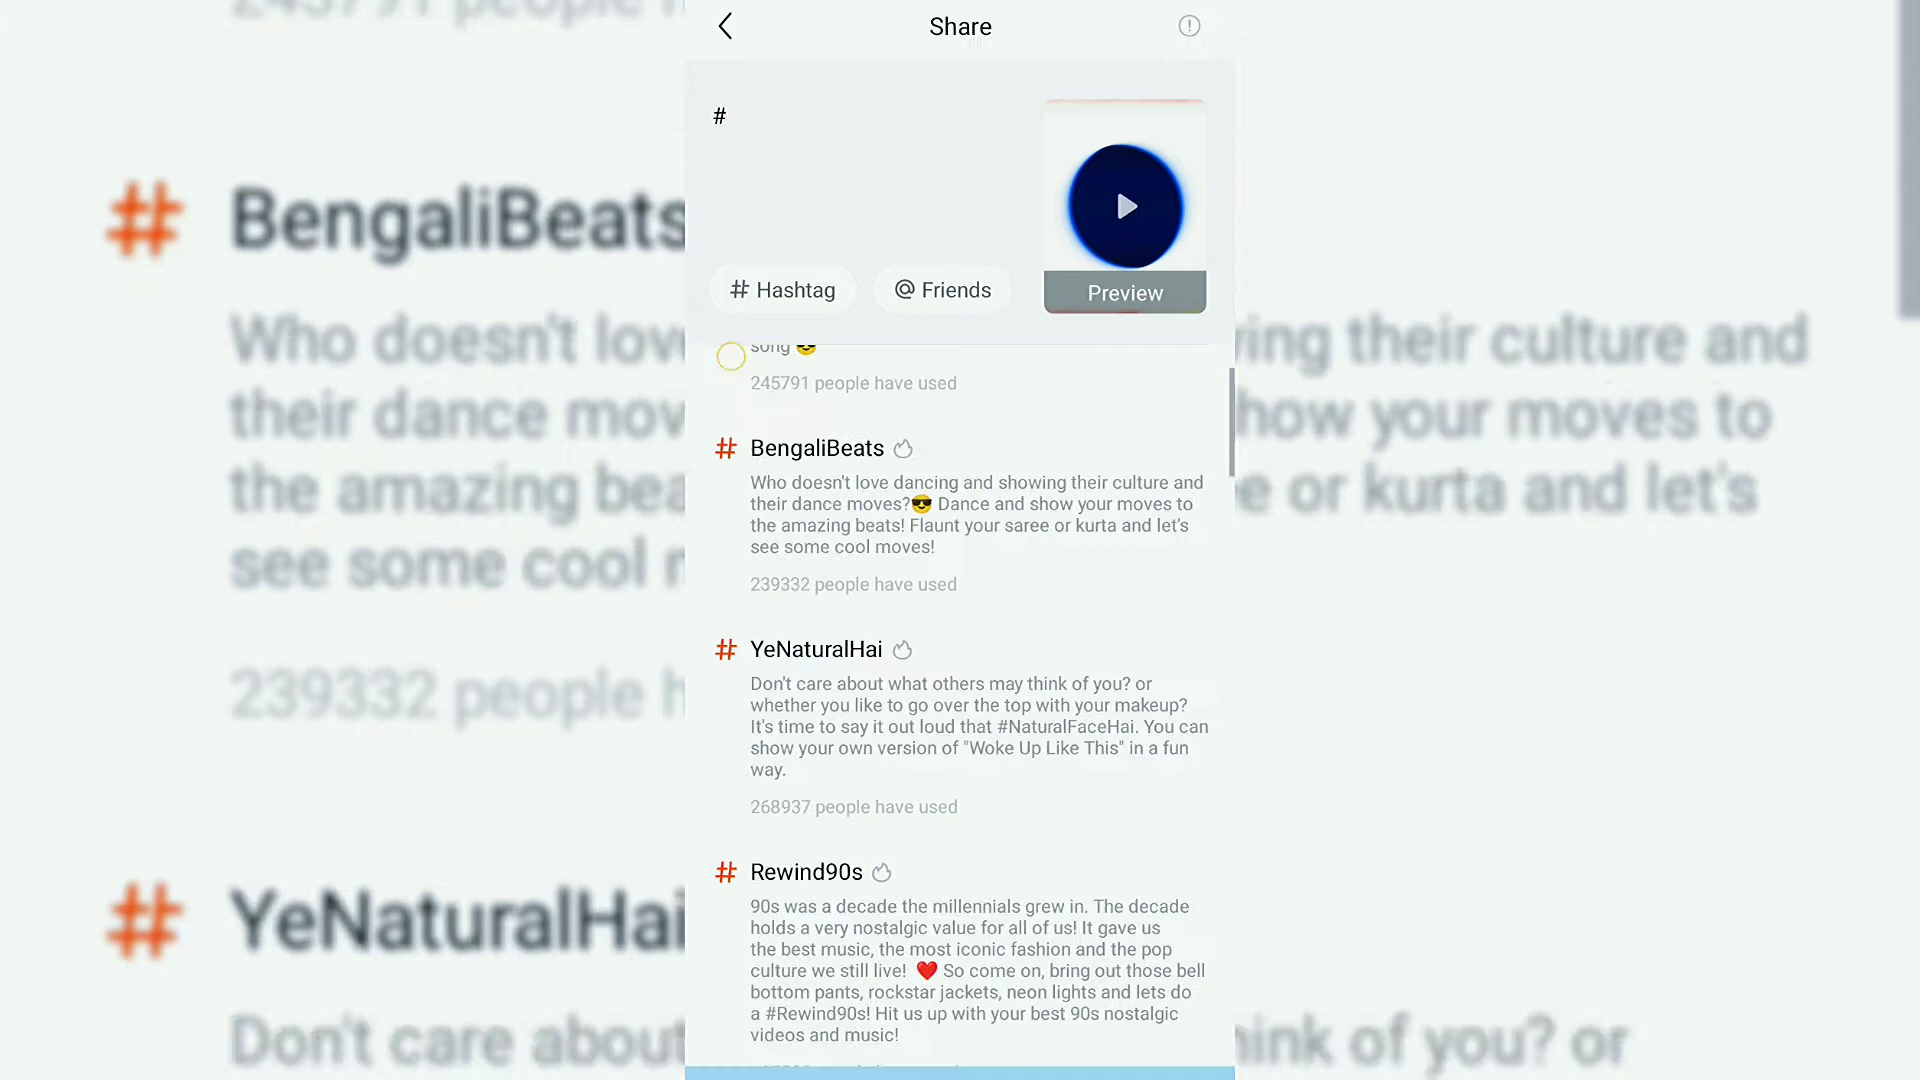 Share
#
# Hashtag
@ Friends
Preview
song 😎
245791 people have used
# BengaliBeats
Who doesn't love dancing and showing their culture and
their dance moves?😎 Dance and show your moves to
the amazing beats! Flaunt your saree or kurta and let's
see some cool moves!
239332 people have used
# YeNaturalHai
Don't care about what others may think of you? or
whether you like to go over the top with your makeup?
It's time to say it out loud that #NaturalFaceHai. You can
show your own version of "Woke Up Like This" in a fun
way.
268937 people have used
# Rewind90s
90s was a decade the millennials grew in. The decade
holds a very nostalgic value for all of us! It gave us
the best music, the most iconic fashion and the pop
culture we still live! ❤️ So come on, bring out those bell
bottom pants, rockstar jackets, neon lights and lets do
a #Rewind90s! Hit us up with your best 90s nostalgic
videos and music!
# BengaliBeats
Who doesn't lov
ring their culture and
their dance mov
how your moves to
the amazing bea
e or kurta and let's
see some cool
239332 people
# YeNaturalHai
Don't care about
hink of you? or